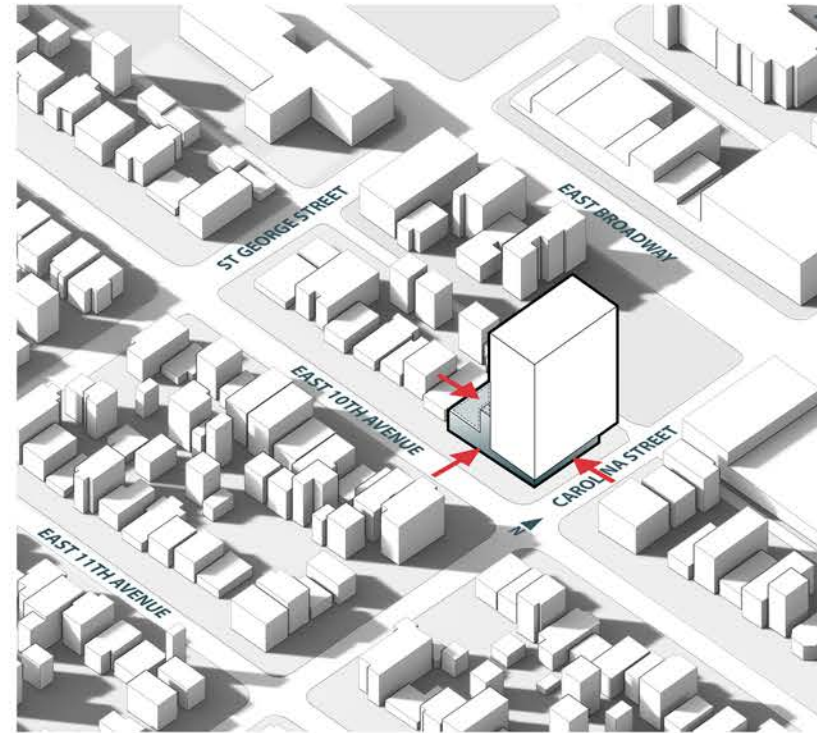 ST GEORGE STREET
EAST BROADWAY
EAST 10TH AVENUE
CAROLINA STREET
N
EAST 11TH AVENUE